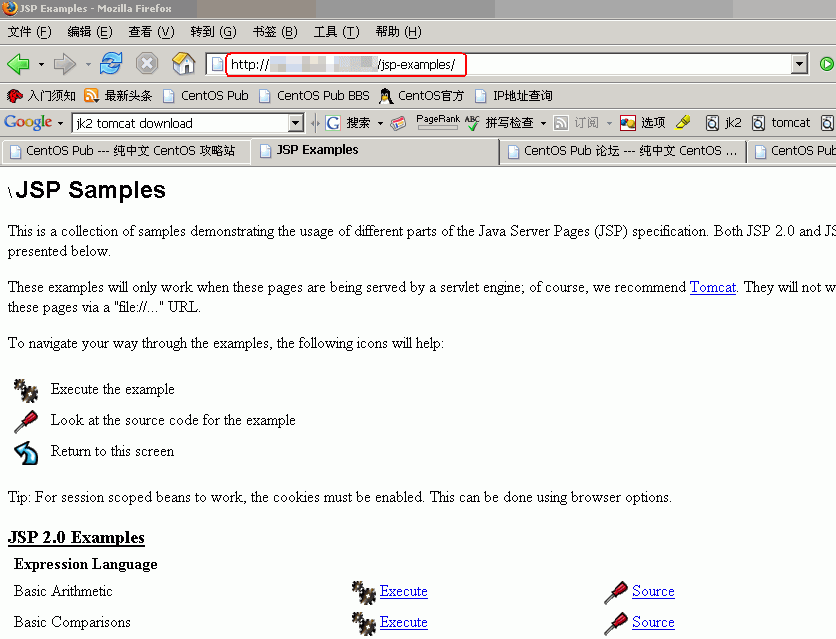 JSP Examples - Mozilla Firefox
文件 (F) 编辑 (E) 查看 (V) 转到 (G) 书签 (B) 工具 (T) 帮助 (H)
http:// /jsp-examples/
入门须知 最新头条 CentOS Pub CentOS Pub BBS CentOS官方 IP地址查询
Google jk2 tomcat download G 搜索 PageRank ABC 拼写检查 订阅 选项 jk2 tomcat
CentOS Pub --- 纯中文 CentOS 攻略站 JSP Examples CentOS Pub 论坛 --- 纯中文 CentOS ... CentOS Pub
\JSP Samples
This is a collection of samples demonstrating the usage of different parts of the Java Server Pages (JSP) specification. Both JSP 2.0 and JS
presented below.
These examples will only work when these pages are being served by a servlet engine; of course, we recommend Tomcat. They will not w
these pages via a "file://..." URL.
To navigate your way through the examples, the following icons will help:
Execute the example
Look at the source code for the example
Return to this screen
Tip: For session scoped beans to work, the cookies must be enabled. This can be done using browser options.
JSP 2.0 Examples
Expression Language
Basic Arithmetic Execute Source
Basic Comparisons Execute Source